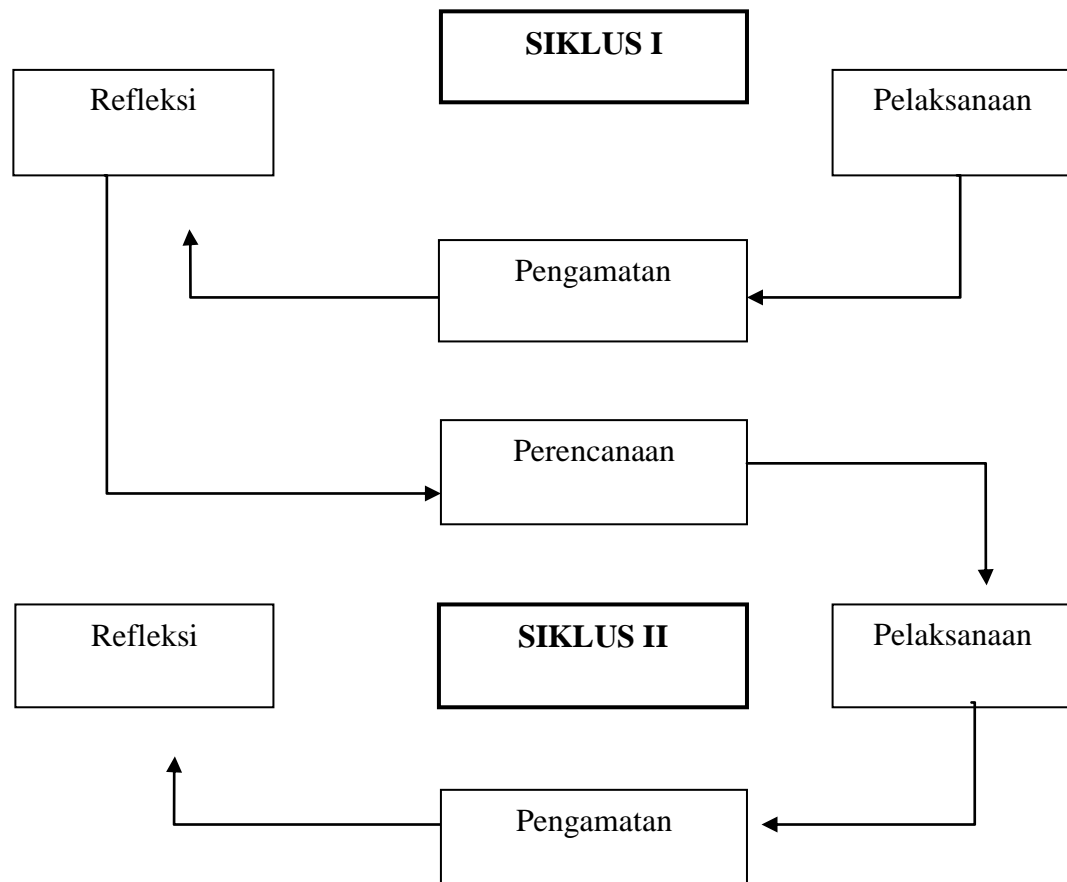 SIKLUS I
Refleksi
Pelaksanaan
Pengamatan
Perencanaan
Refleksi
SIKLUS II
Pelaksanaan
Pengamatan